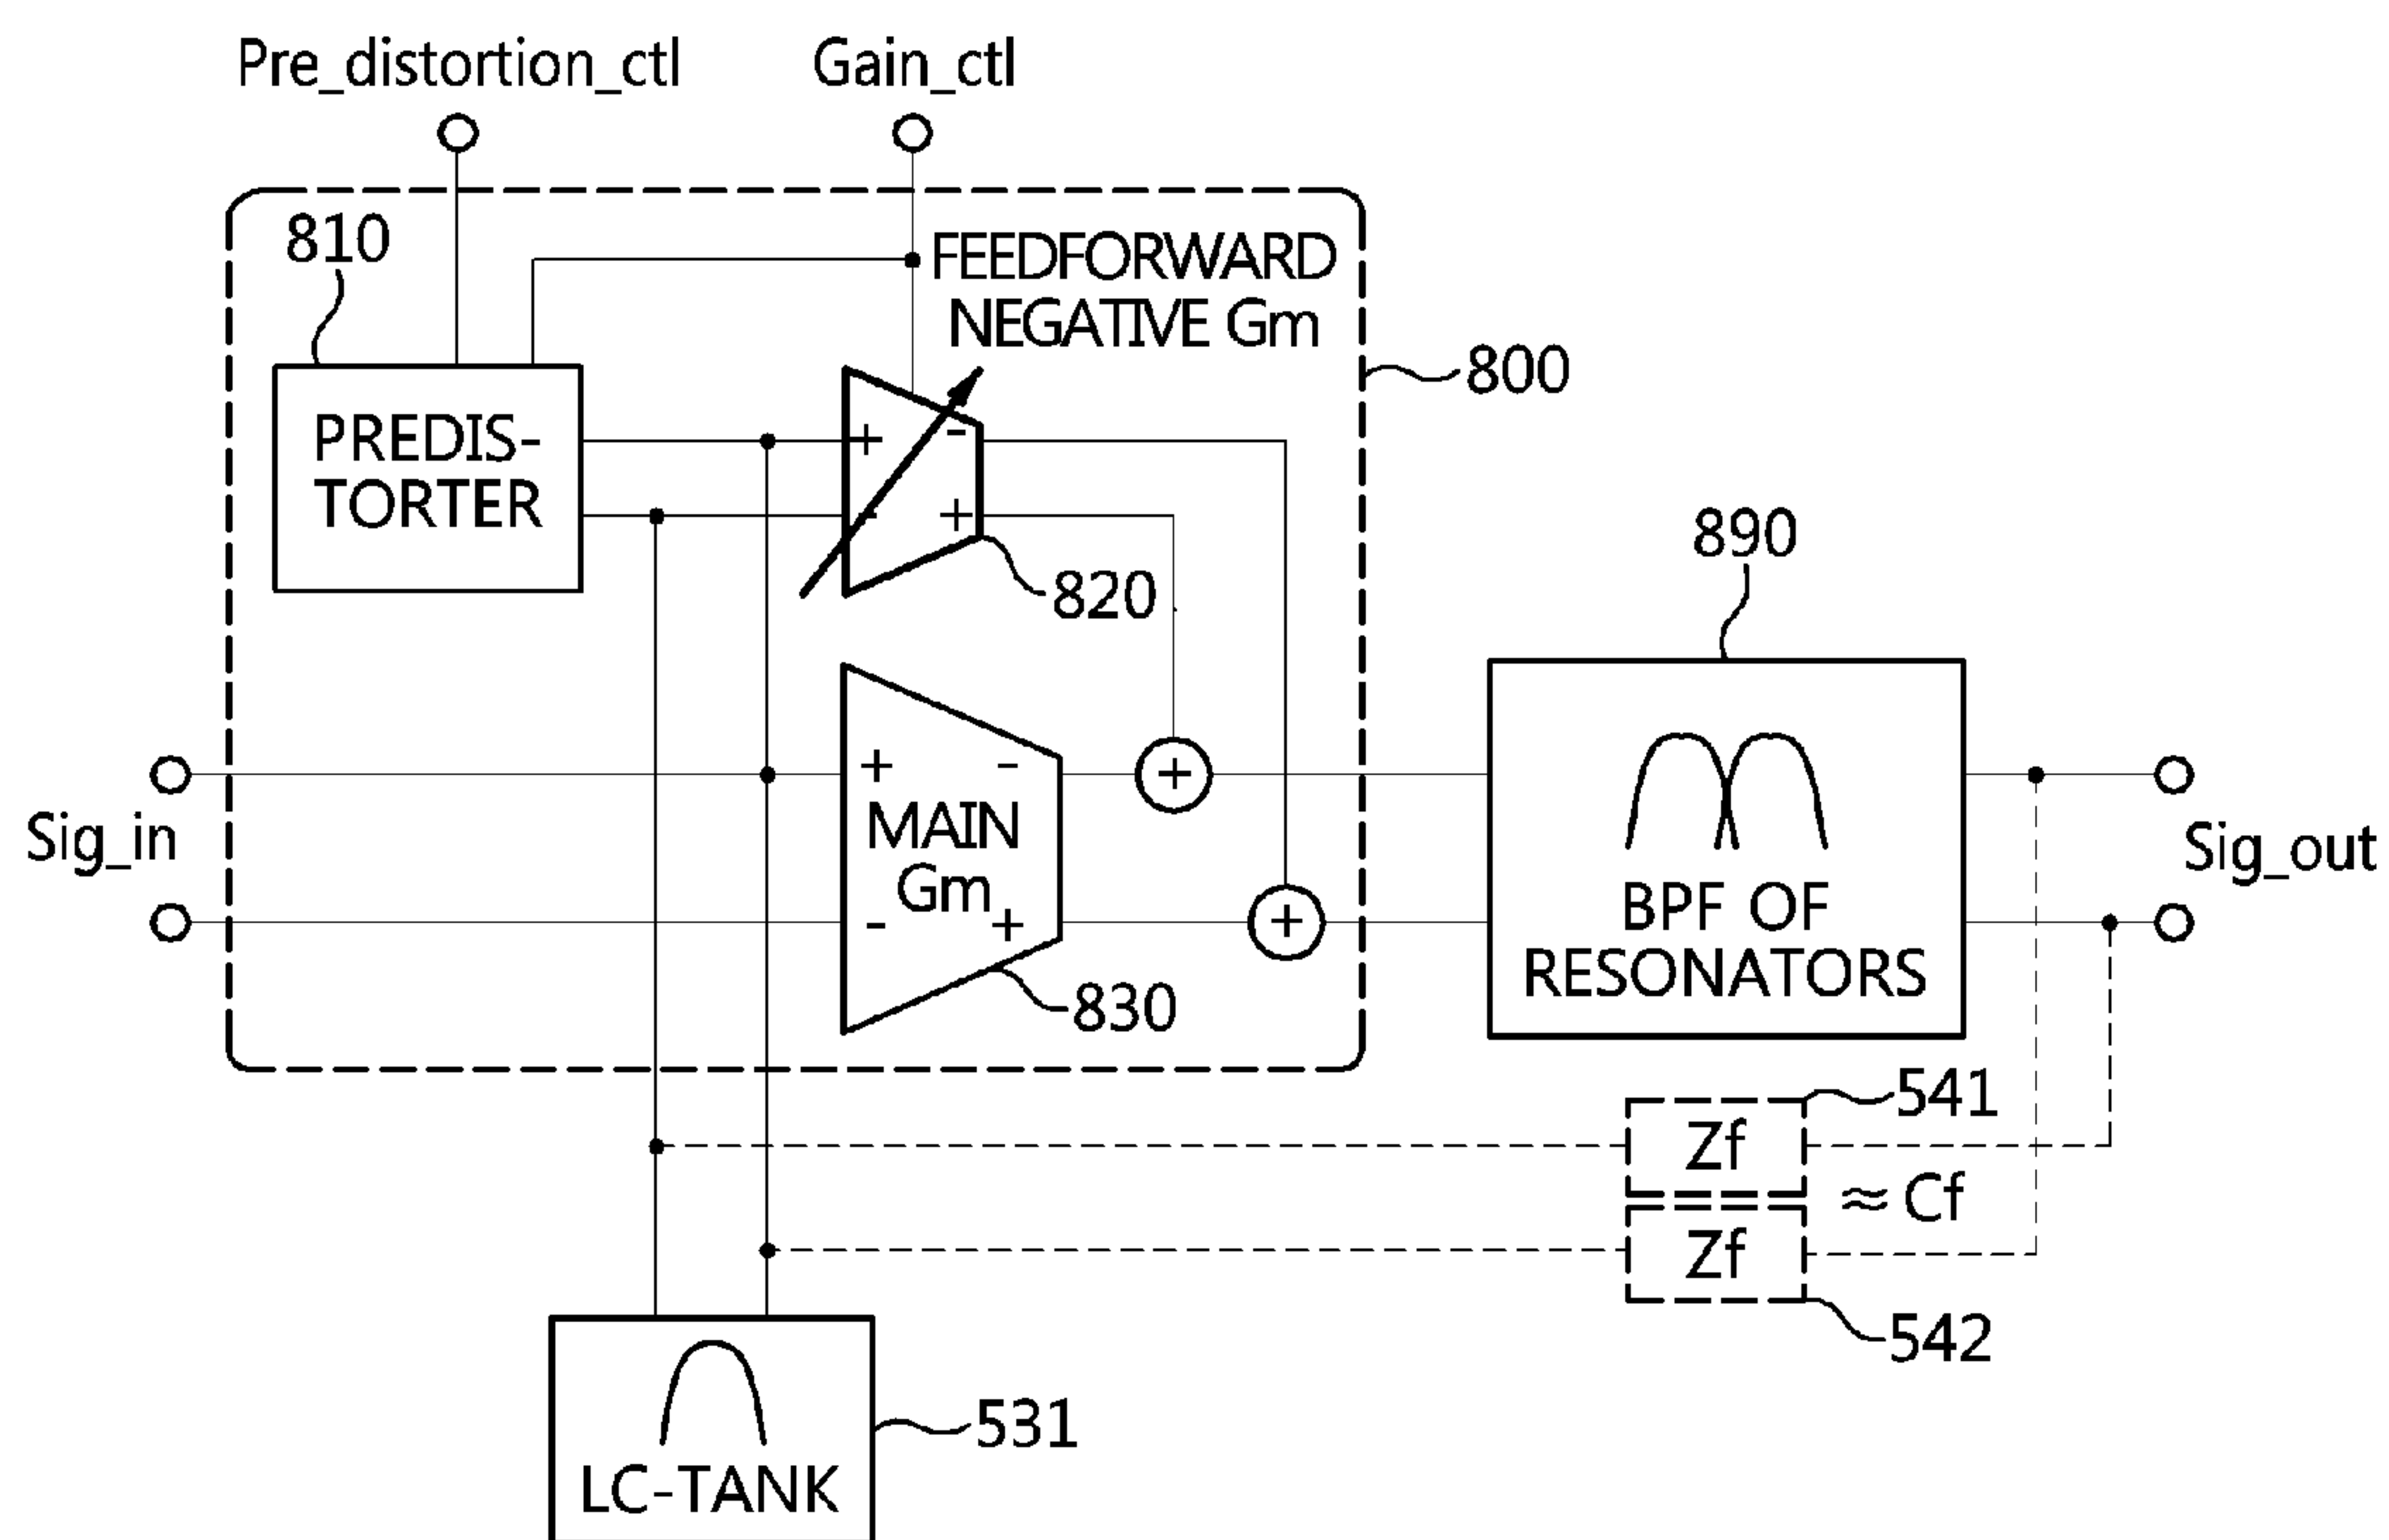 Pre_distortion_ctl
Gain_ctl
810
FEEDFORWARD
NEGATIVE Gm
800
PREDIS-
TORTER
+ -
- +
820
890
+ -
MAIN
Gm
- +
+
+
830
Sig_in
BPF OF
RESONATORS
Sig_out
541
Zf
≈ Cf
Zf
542
531
LC-TANK